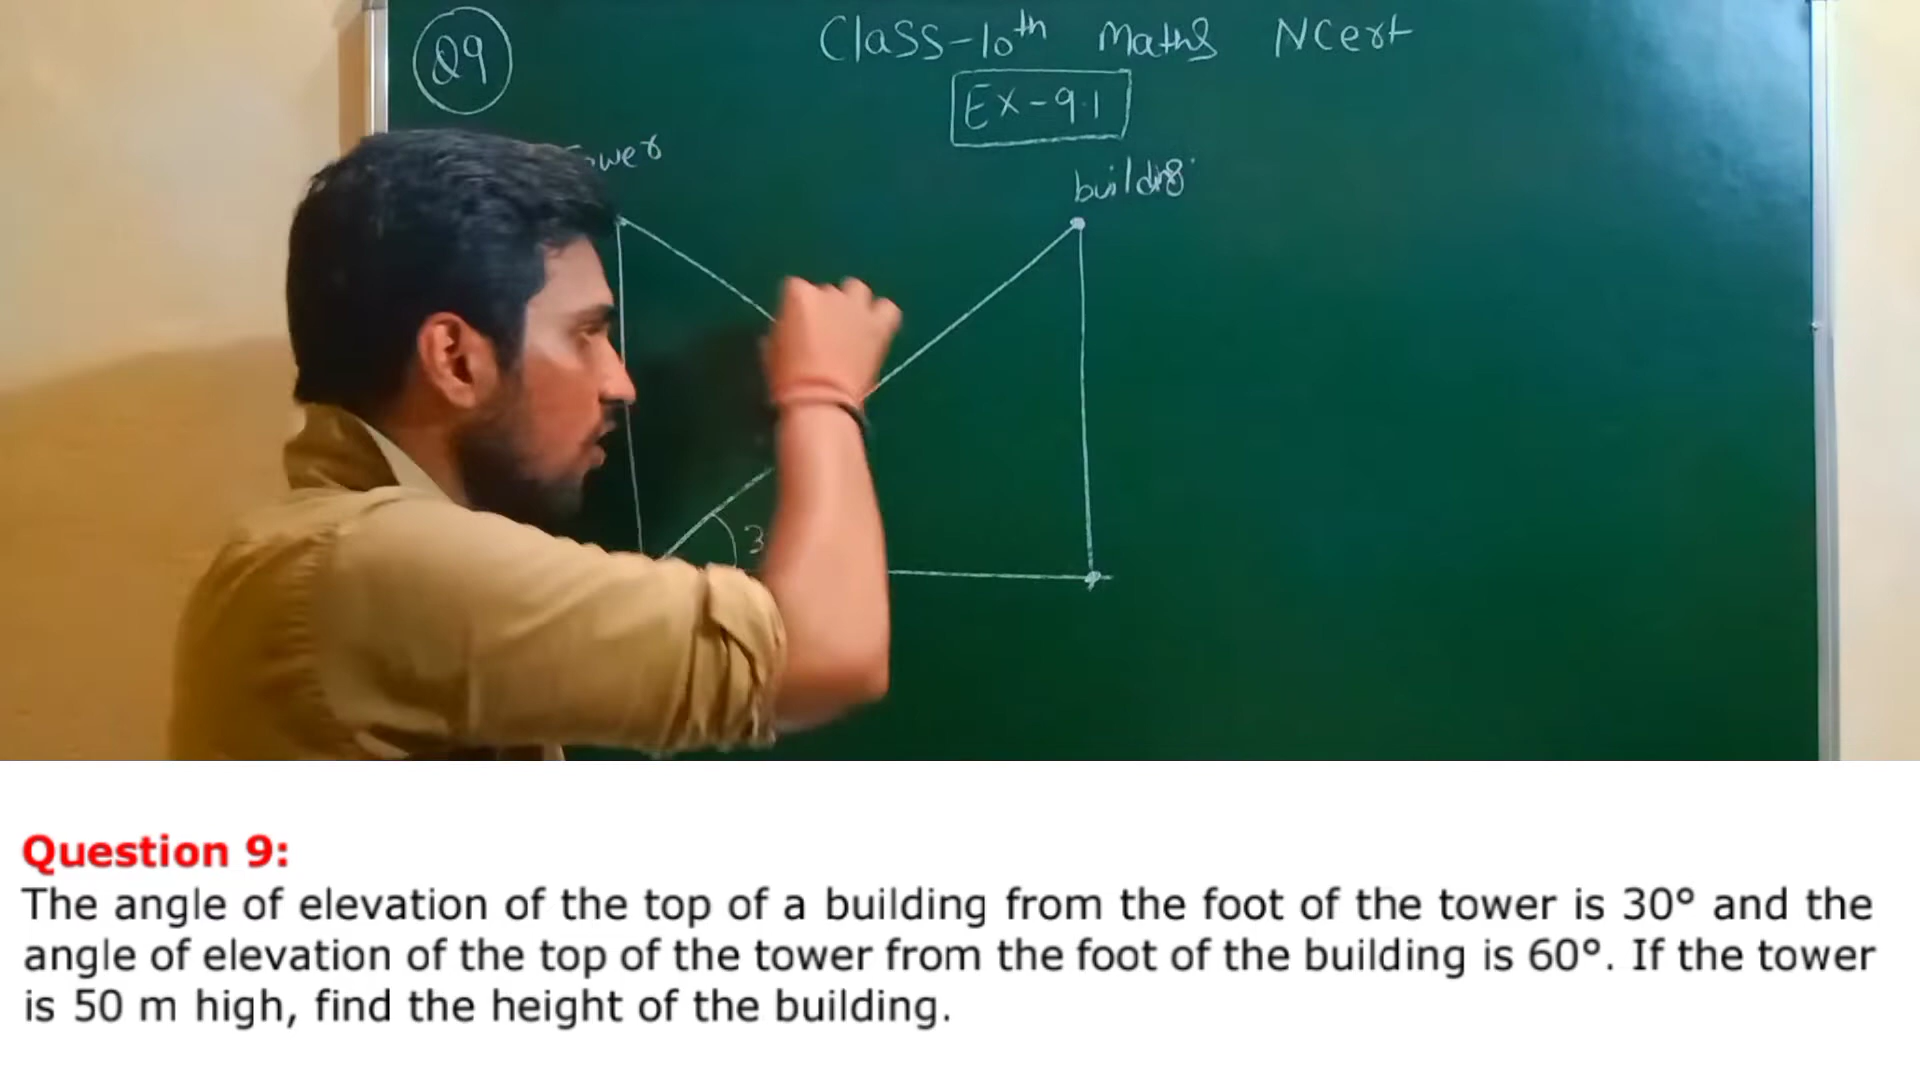 Q9
Class-10th Maths NCert
Ex-9.1
building
3
Question 9:
The angle of elevation of the top of a building from the foot of the tower is 30° and the
angle of elevation of the top of the tower from the foot of the building is 60°. If the tower
is 50 m high, find the height of the building.